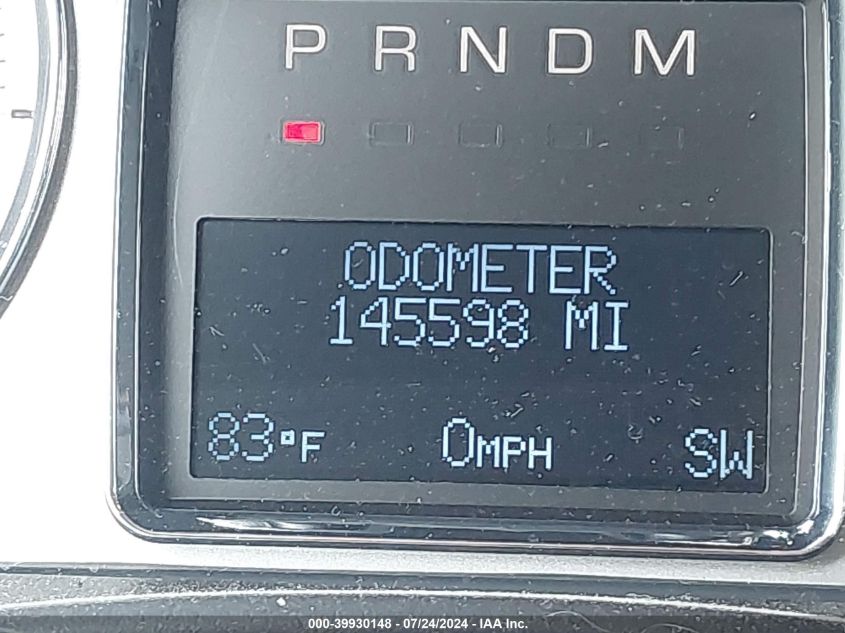 P R N D M
ODOMETER
145598 MI
83°F 0MPH SW
000-39930148 - 07/24/2024 - IAA Inc.